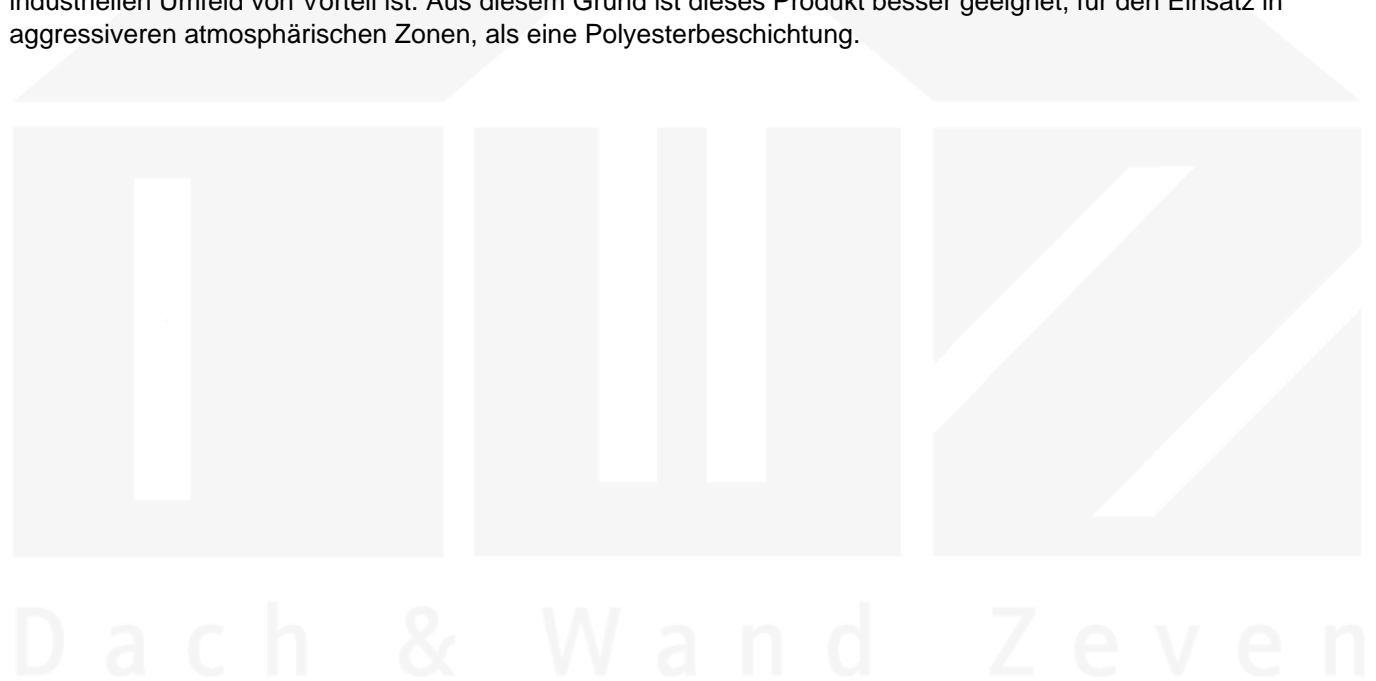 industriellen Umfeld von Vorteil ist. Aus diesem Grund ist dieses Produkt besser geeignet, für den Einsatz in
aggressiveren atmosphärischen Zonen, als eine Polyesterbeschichtung.
Dach & Wand Zeven